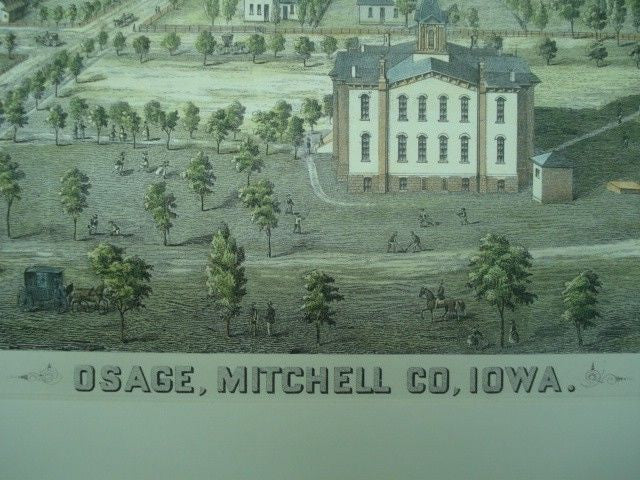 OSAGE, MITCHELL CO, IOWA.